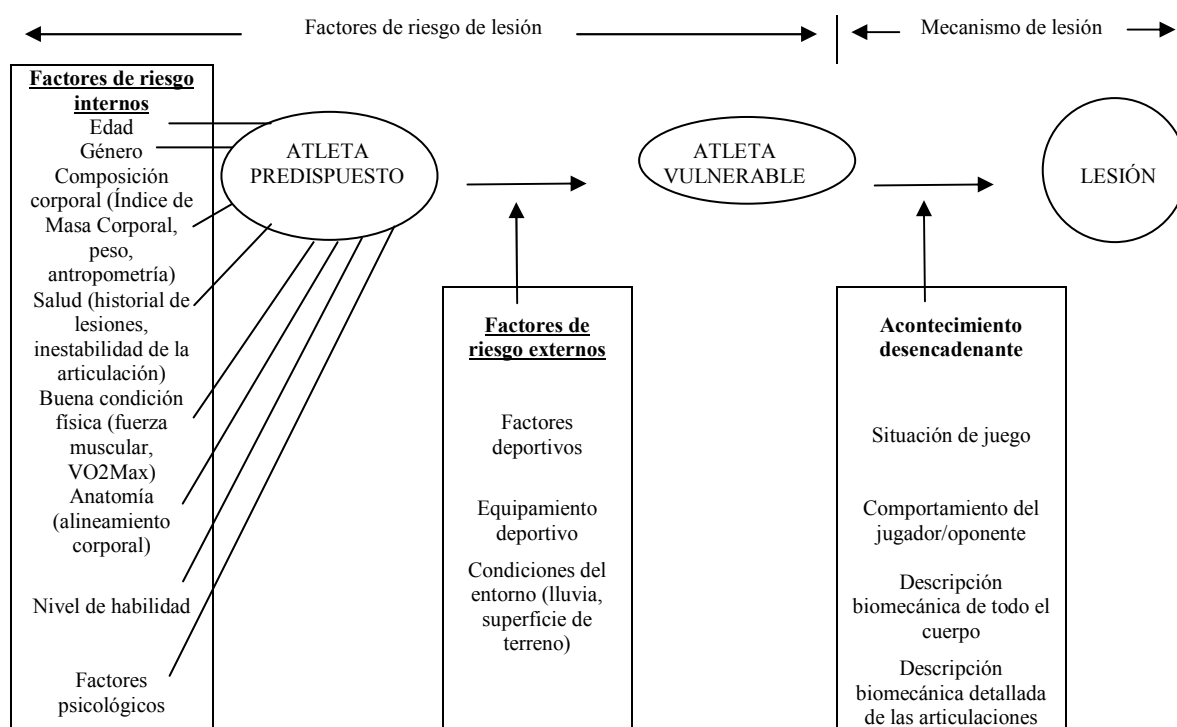 Factores de riesgo de lesión
Mecanismo de lesión
Factores de riesgo
internos
Edad
Género
Composición
corporal (Índice de
Masa Corporal,
peso,
antropometría)
Salud (historial de
lesiones,
inestabilidad de la
articulación)
Buena condición
física (fuerza
muscular,
VO2Max)
Anatomía
(alineamiento
corporal)
Nivel de habilidad
Factores
psicológicos
ATLETA
PREDISPUESTO
Factores de
riesgo externos
Factores
deportivos
Equipamiento
deportivo
Condiciones del
entorno (lluvia,
superficie de
terreno)
ATLETA
VULNERABLE
Acontecimiento
desencadenante
Situación de juego
Comportamiento del
jugador/oponente
Descripción
biomecánica de todo el
cuerpo
Descripción
biomecánica detallada
de las articulaciones
LESIÓN